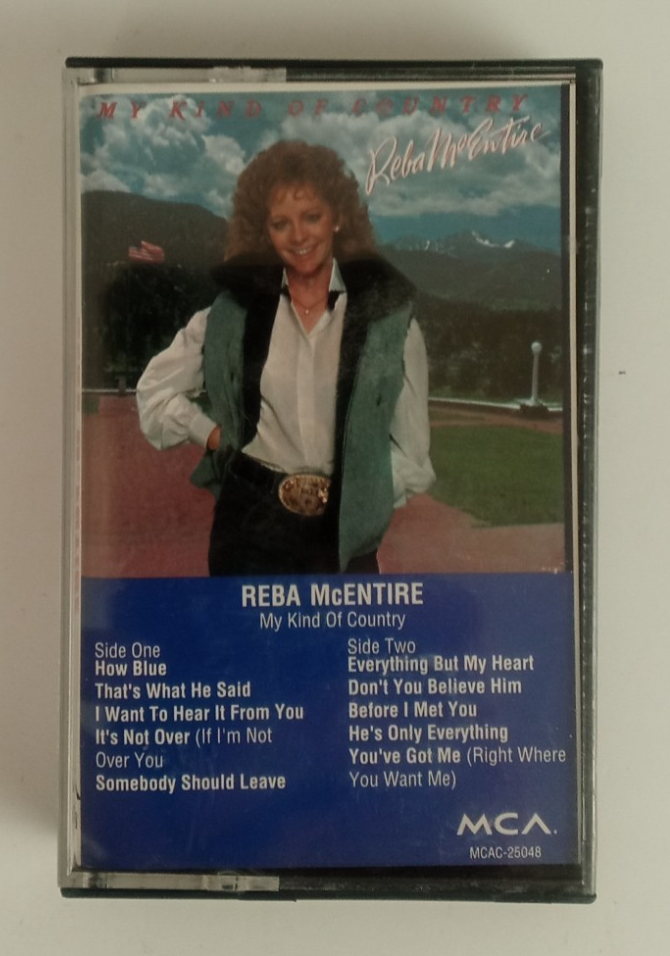 MY KIND OF COUNTRY
Reba McEntire
REBA McENTIRE
My Kind Of Country
Side One
How Blue
That's What He Said
I Want To Hear It From You
It's Not Over (If I'm Not
Over You
Somebody Should Leave
Side Two
Everything But My Heart
Don't You Believe Him
Before I Met You
He's Only Everything
You've Got Me (Right Where
You Want Me)
MCA.
MCAC-25048